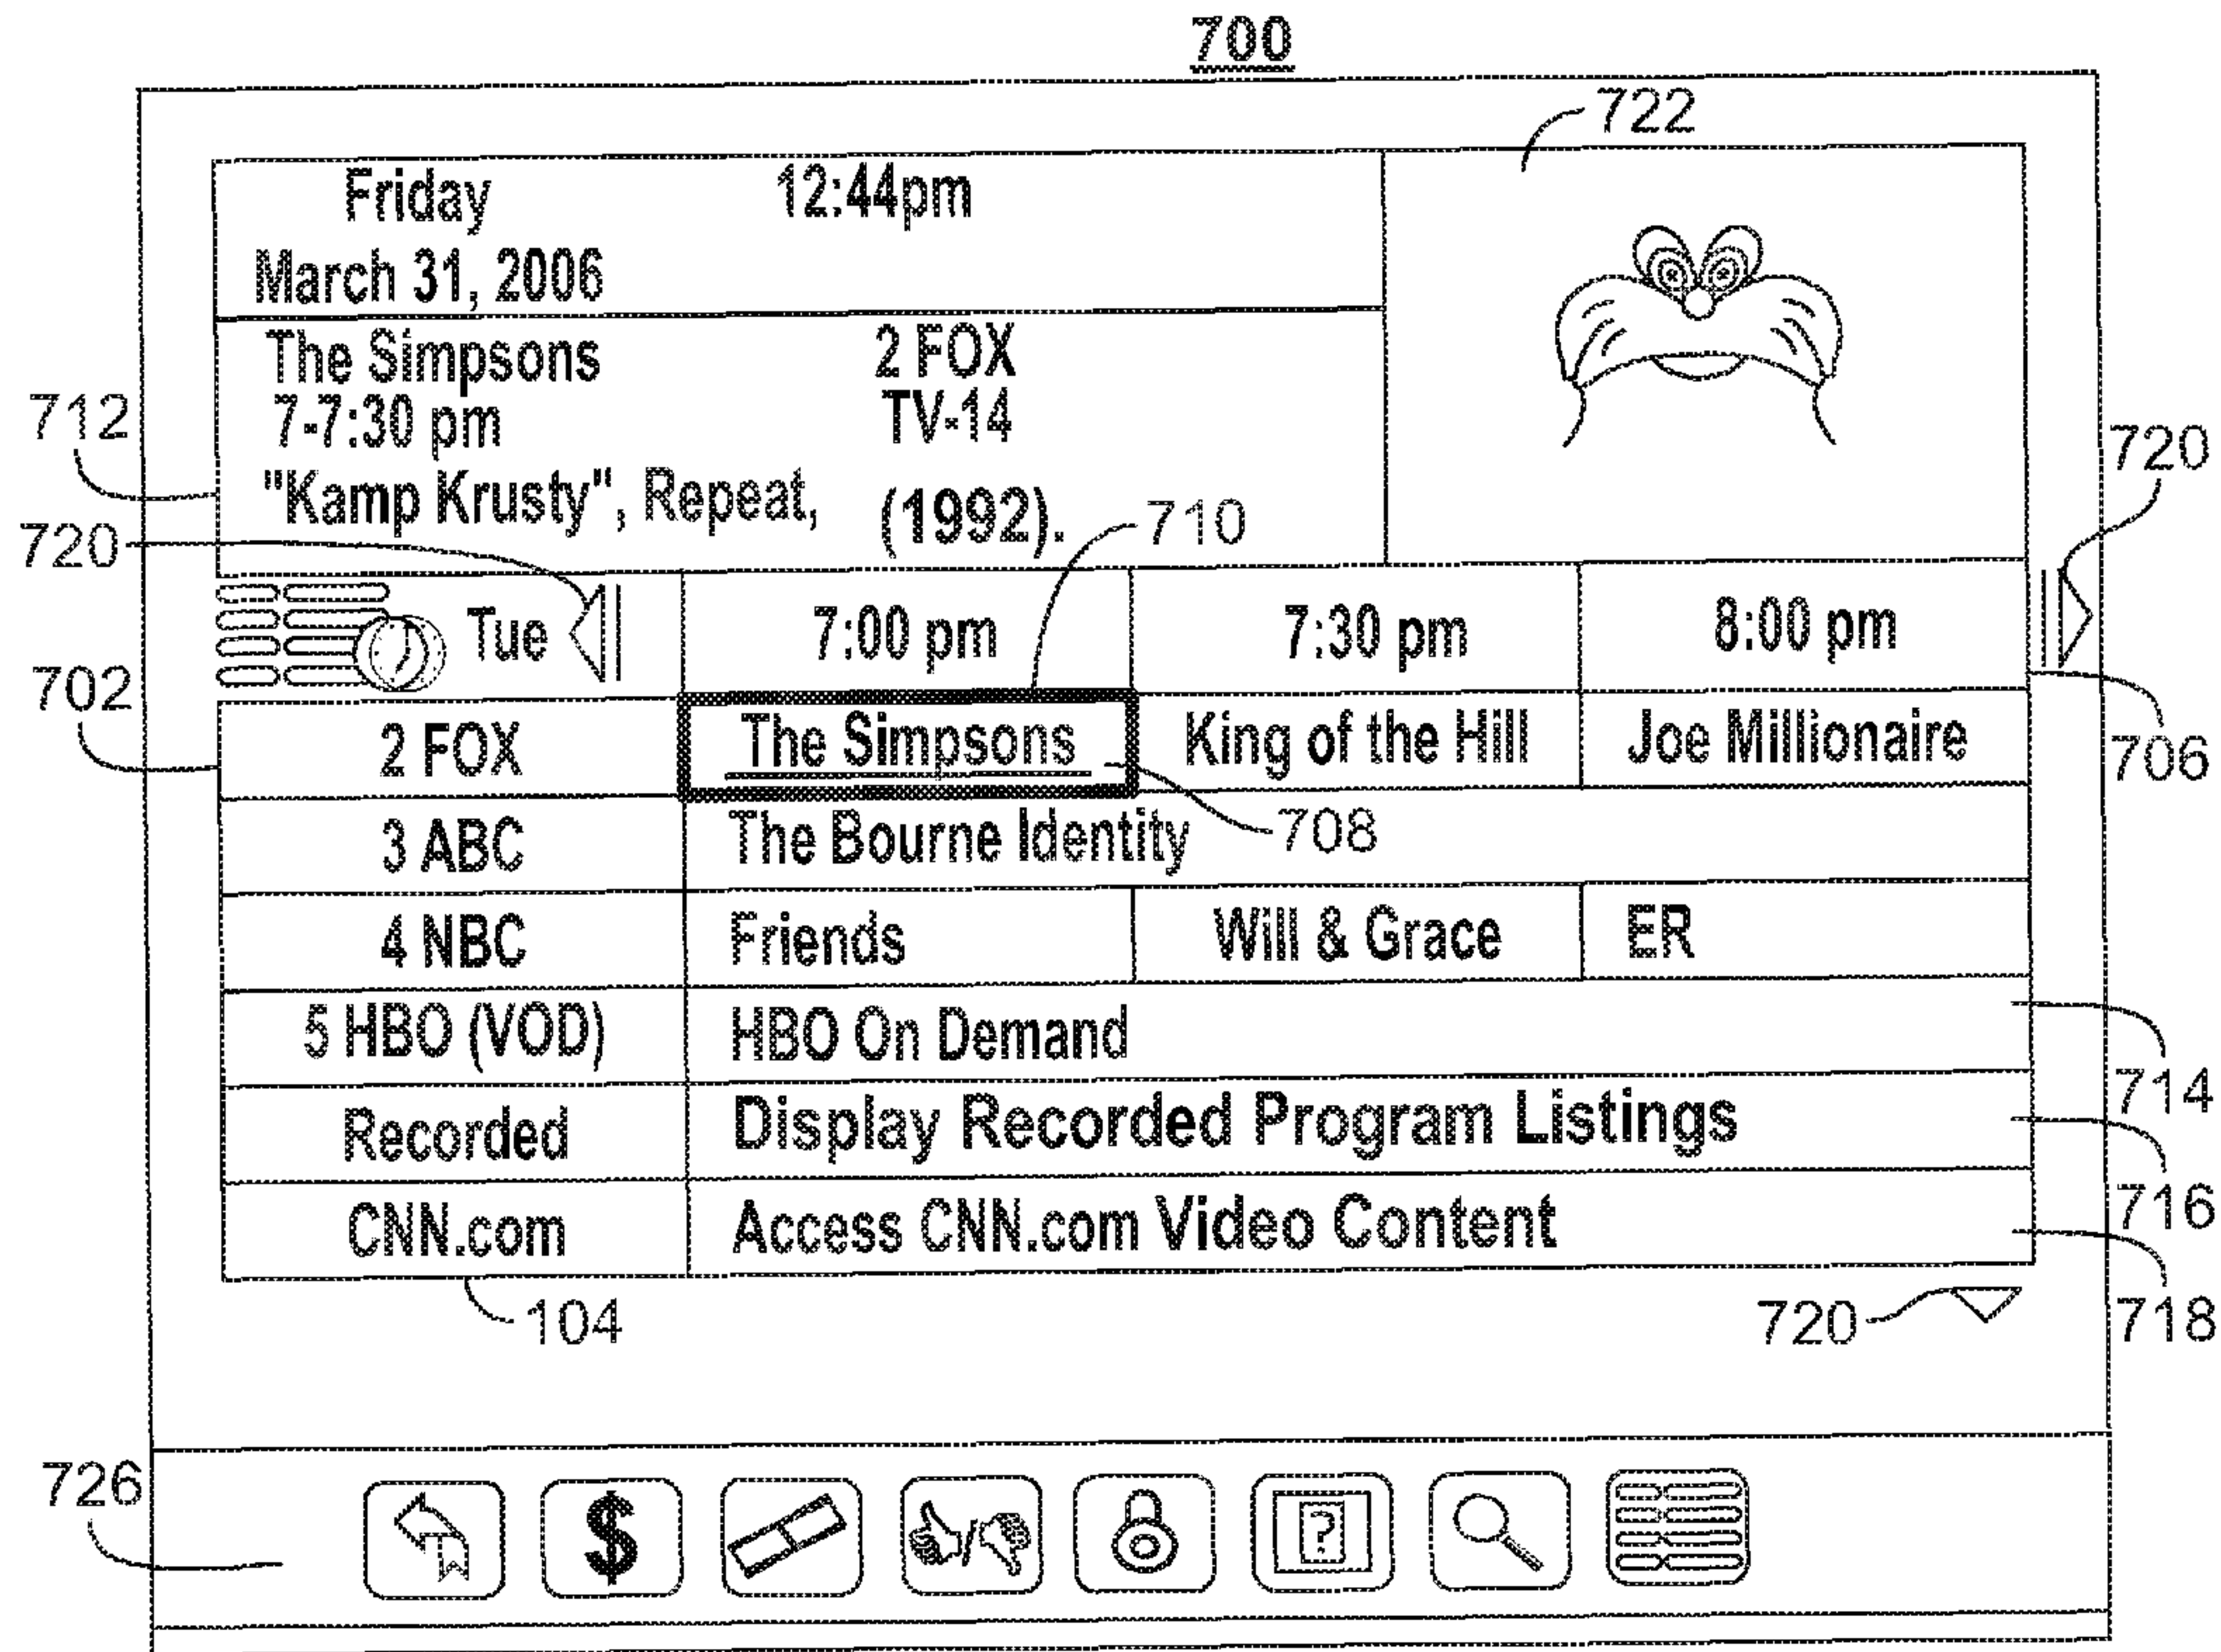 700
722
Friday 12:44pm
March 31, 2006
The Simpsons 2 FOX
7-7:30 pm TV-14
712
"Kamp Krusty", Repeat, (1992).
720
710
720
Tue 7:00 pm 7:30 pm 8:00 pm
702
706
2 FOX The Simpsons King of the Hill Joe Millionaire
708
3 ABC The Bourne Identity
4 NBC Friends Will & Grace ER
5 HBO (VOD) HBO On Demand
714
Recorded Display Recorded Program Listings
716
CNN.com Access CNN.com Video Content
718
104
720
726
$ / ?